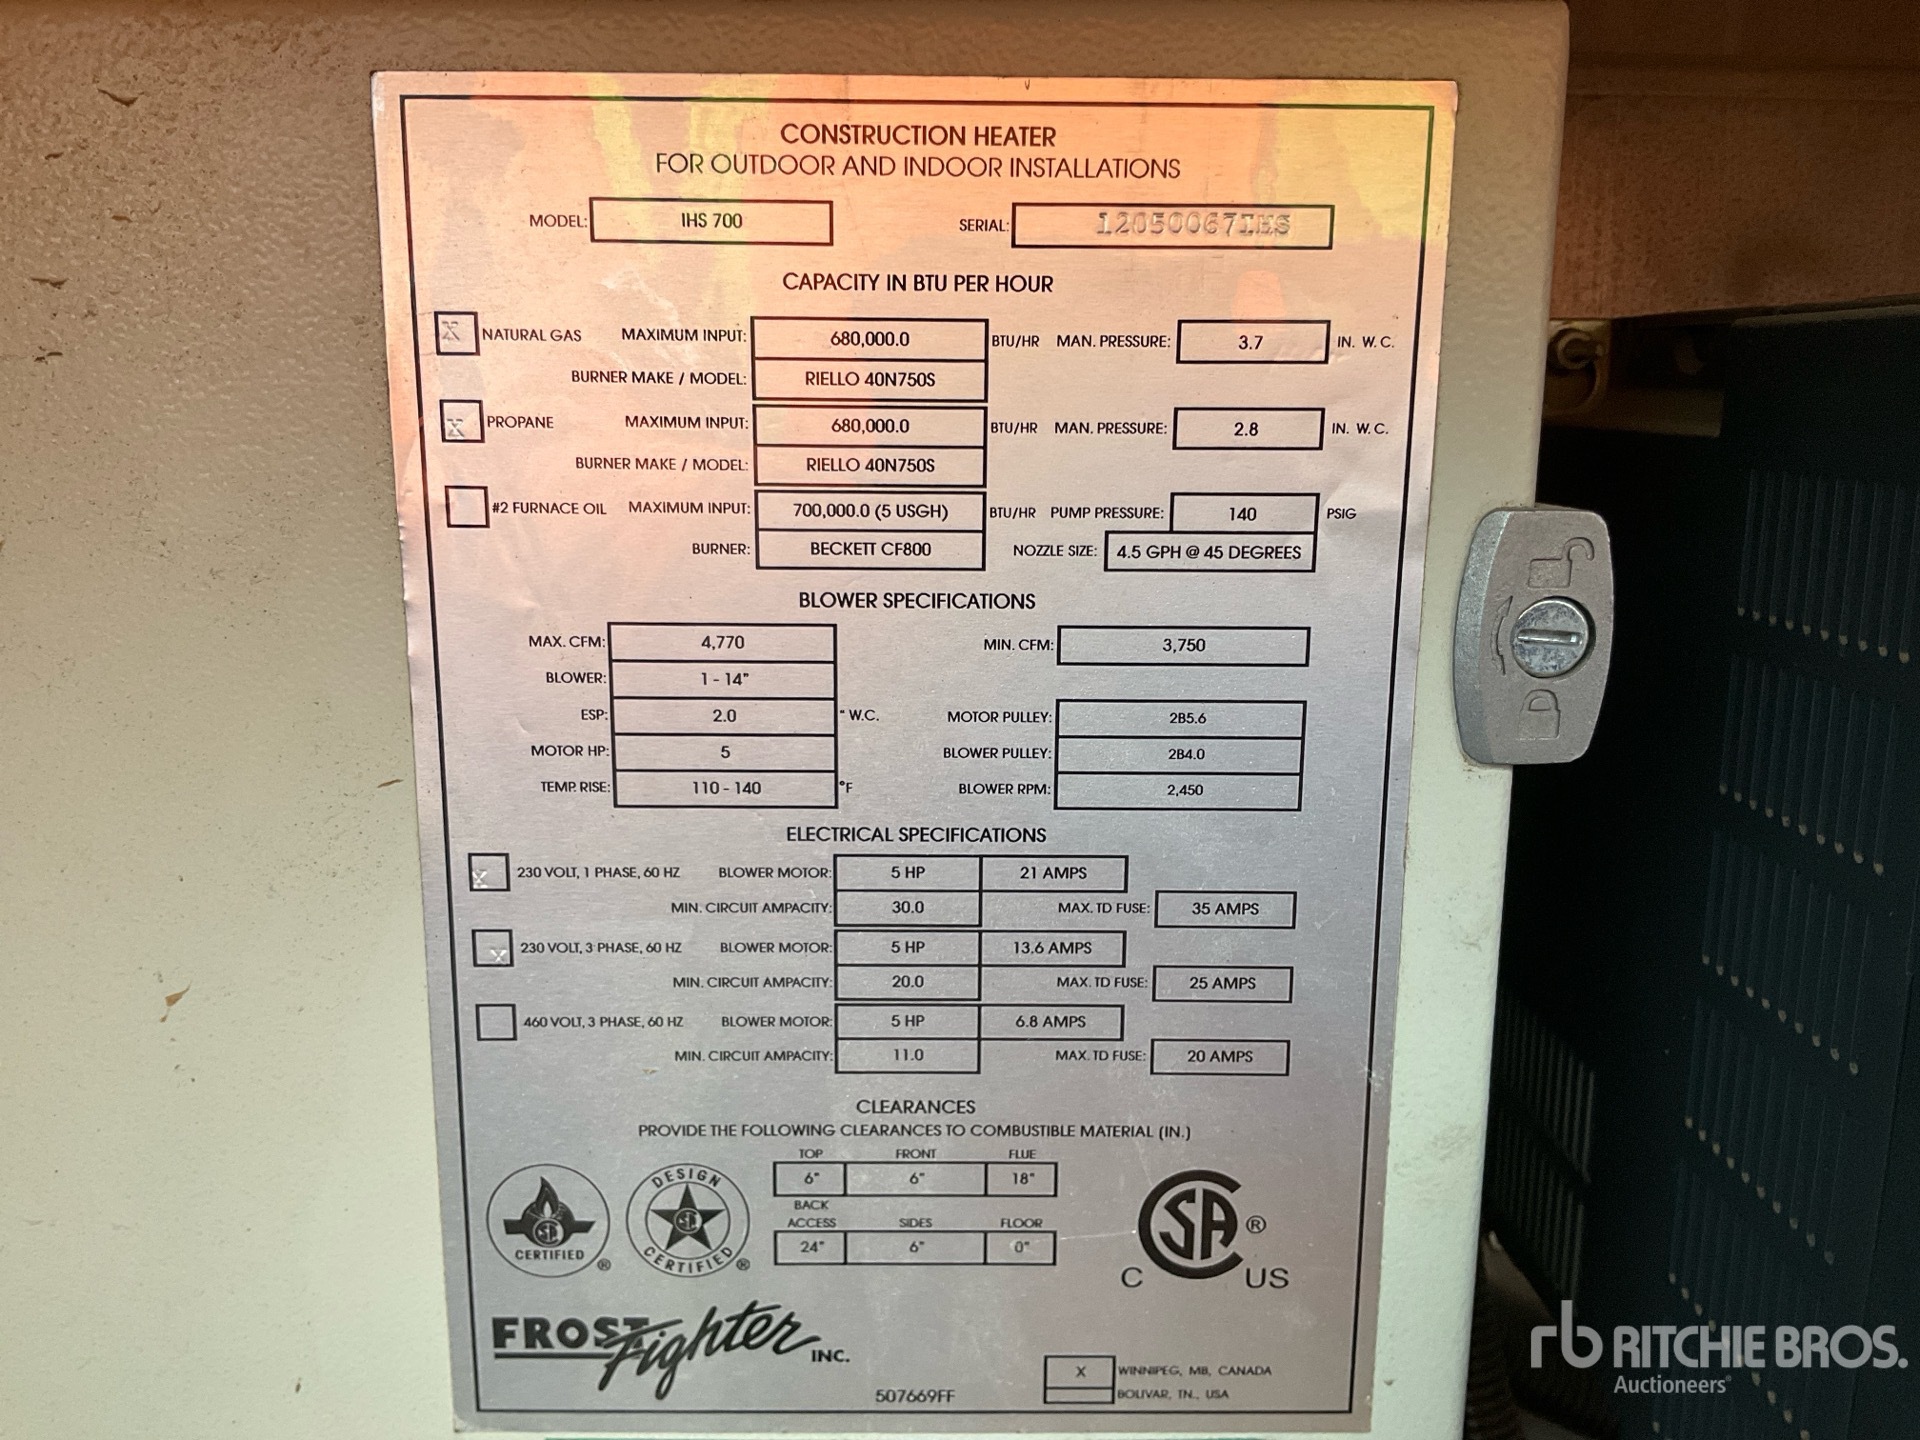 CONSTRUCTION HEATER
FOR OUTDOOR AND INDOOR INSTALLATIONS
MODEL: IHS 700 SERIAL: 12050067IHS
CAPACITY IN BTU PER HOUR
X NATURAL GAS MAXIMUM INPUT: 680,000.0 BTU/HR MAN. PRESSURE: 3.7 IN. W.C.
BURNER MAKE / MODEL: RIELLO 40N750S
X PROPANE MAXIMUM INPUT: 680,000.0 BTU/HR MAN. PRESSURE: 2.8 IN. W.C.
BURNER MAKE / MODEL: RIELLO 40N750S
#2 FURNACE OIL MAXIMUM INPUT: 700,000.0 (5 USGH) BTU/HR PUMP PRESSURE: 140 PSIG
BURNER: BECKETT CF800 NOZZLE SIZE: 4.5 GPH @ 45 DEGREES
BLOWER SPECIFICATIONS
MAX. CFM: 4,770 MIN. CFM: 3,750
BLOWER: 1 - 14"
ESP: 2.0 " W.C. MOTOR PULLEY: 2B5.6
MOTOR HP: 5 BLOWER PULLEY: 2B4.0
TEMP. RISE: 110 - 140 °F BLOWER RPM: 2,450
ELECTRICAL SPECIFICATIONS
X 230 VOLT, 1 PHASE, 60 HZ BLOWER MOTOR: 5 HP 21 AMPS
MIN. CIRCUIT AMPACITY: 30.0 MAX. TD FUSE: 35 AMPS
X 230 VOLT, 3 PHASE, 60 HZ BLOWER MOTOR: 5 HP 13.6 AMPS
MIN. CIRCUIT AMPACITY: 20.0 MAX. TD FUSE: 25 AMPS
460 VOLT, 3 PHASE, 60 HZ BLOWER MOTOR: 5 HP 6.8 AMPS
MIN. CIRCUIT AMPACITY: 11.0 MAX. TD FUSE: 20 AMPS
CLEARANCES
PROVIDE THE FOLLOWING CLEARANCES TO COMBUSTIBLE MATERIAL (IN.)
TOP FRONT FLUE
6" 6" 18"
BACK
ACCESS SIDES FLOOR
24" 6" 0"
SA CERTIFIED ®
DESIGN SA CERTIFIED ®
SA ®
C US
FROST Fighter INC.
507669FF
X WINNIPEG, MB, CANADA
BOLIVAR, TN., USA
rb RITCHIE BROS.
Auctioneers®